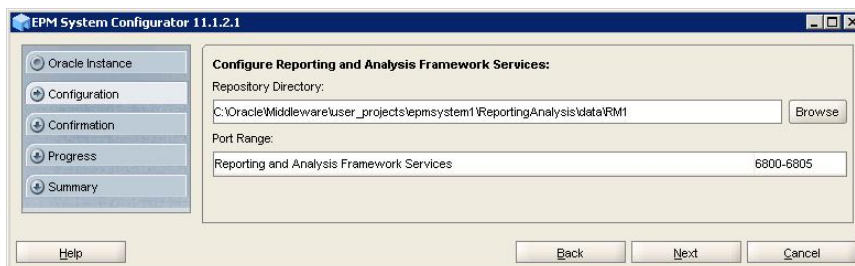 EPM System Configurator 11.1.2.1
Oracle Instance
Configuration
Confirmation
Progress
Summary
Configure Reporting and Analysis Framework Services:
Repository Directory:
C:\Oracle\Middleware\user_projects\epmsystem1\ReportingAnalysis\data\RM1
Browse
Port Range:
Reporting and Analysis Framework Services 6800-6805
Help Back Next Cancel